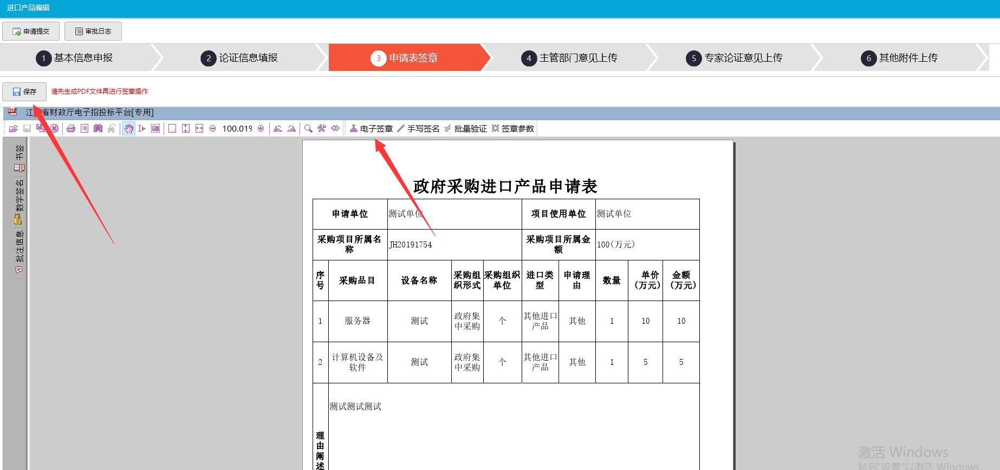 进口产品编辑
申请提交 审批日志
1 基本信息申报 2 论证信息填报 3 申请表签章 4 主管部门意见上传 5 专家论证意见上传 6 其他附件上传
保存 请先生成PDF文件再进行签章操作
江 省财政厅电子招投标平台[专用]
100.019 电子签章 手写签名 批量验证 签章参数
书签
数字签名
批注信息
政府采购进口产品申请表
申请单位 测试单位 项目使用单位 测试单位
采购项目所属名称 JH20191754 采购项目所属金额 100(万元)
序号 采购品目 设备名称 采购组织形式 采购组织单位 进口类型 申请理由 数量 单价(万元) 金额(万元)
1 服务器 测试 政府集中采购 个 其他进口产品 其他 1 10 10
2 计算机设备及软件 测试 政府集中采购 个 其他进口产品 其他 1 5 5
测试测试测试
理由阐述
激活 Windows
转到"设置"以激活 Windows。